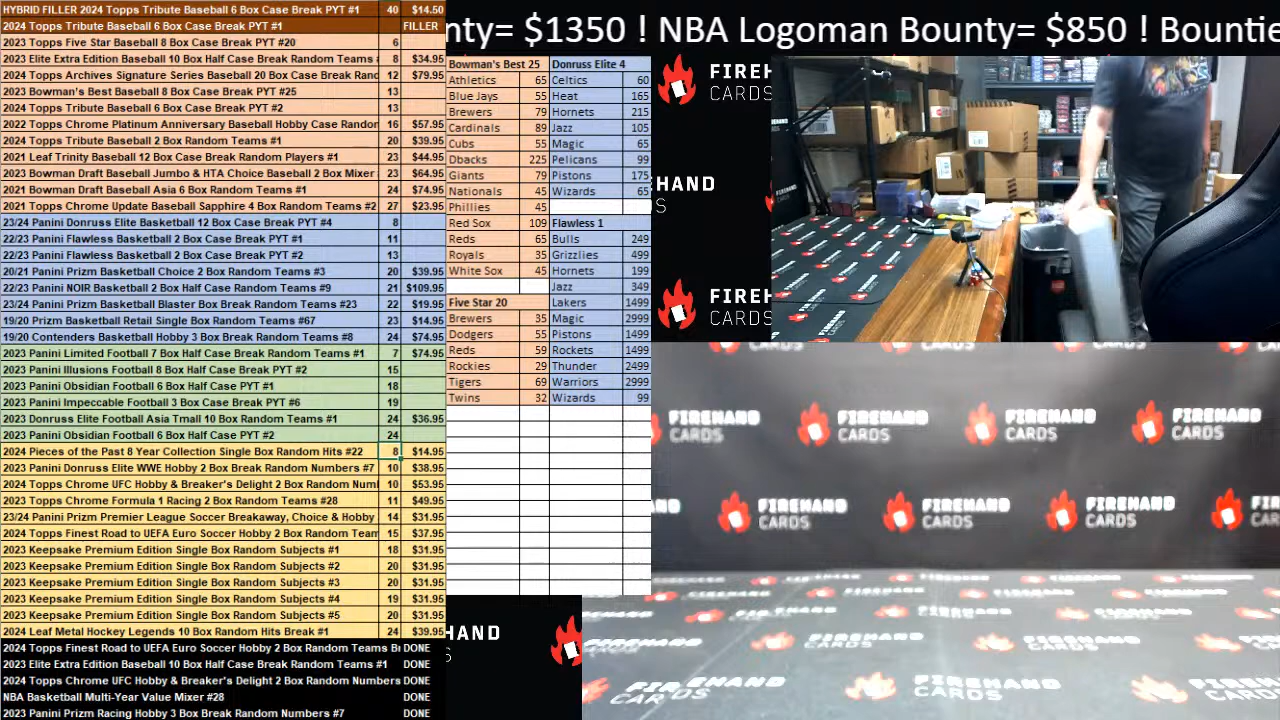 HYBRID FILLER 2024 Topps Tribute Baseball 6 Box Case Break PYT #1 40 $14.50
2024 Topps Tribute Baseball 6 Box Case Break PYT #1 FILLER
2023 Topps Five Star Baseball 8 Box Case Break PYT #20 6
2023 Elite Extra Edition Baseball 10 Box Half Case Break Random Teams 8 $34.95
2024 Topps Archives Signature Series Baseball 20 Box Case Break Rand 12 $79.95
2023 Bowman's Best Baseball 8 Box PYT #25 13
2024 Topps Tribute Baseball 6 Box Case Break PYT #2 13
2022 Topps Chrome Platinum Anniversary Baseball Hobby Case Random 16 $57.95
2024 Topps Tribute Baseball 2 Box Random Teams #1 20 $39.95
2021 Leaf Trinity Baseball 12 Box Case Break Random Players #1 23 $44.95
2023 Bowman Draft Baseball Jumbo & HTA Choice Baseball 2 Box Mixer 23 $64.95
2021 Bowman Draft Baseball Asia 6 Box Random Teams #1 24 $74.95
2021 Topps Chrome Update Baseball Sapphire 4 Box Random Teams #2 27 $23.95
23/24 Panini Donruss Elite Basketball 12 Box Case Break PYT #4 8
22/23 Panini Flawless Basketball 2 Box Case Break PYT #1 11
22/23 Panini Flawless Basketball 2 Box Case Break PYT #2 13
20/21 Panini Prizm Basketball Choice 2 Box Random Teams #3 20 $39.95
22/23 Panini NOIR Basketball 2 Box Half Case Random Teams #9 21 $109.95
23/24 Panini Prizm Basketball Blaster Box Break Random Teams #23 22 $19.95
19/20 Prizm Basketball Retail Single Box Random Teams #67 23 $14.95
19/20 Contenders Basketball Hobby 3 Box Break Random Teams #8 24 $74.95
2023 Panini Limited Football 7 Box Half Case Break Random Teams #1 7 $74.95
2023 Panini Illusions Football 8 Box Half Case Break PYT #2 15
2023 Panini Obsidian Football 6 Box Half Case PYT #1 18
2023 Panini Impeccable Football 3 Box Case Break PYT #6 19
2023 Donruss Elite Football Asia Tmall 10 Box Random Teams #1 24 $36.95
2023 Panini Obsidian Football 6 Box Half Case PYT #2 24
2024 Pieces of the Past 8 Year Collection Single Box Random Hits #22 8 $14.95
2023 Panini Donruss Elite WWE Hobby 2 Box Break Random Numbers #7 10 $38.95
2024 Topps Chrome UFC Hobby & Breaker's Delight 2 Box Random Numl 10 $53.95
2023 Topps Chrome Formula 1 Racing 2 Box Random Teams #28 11 $49.95
23/24 Panini Prizm Premier League Soccer Breakaway, Choice & Hobby 14 $31.95
2024 Topps Finest Road to UEFA Euro Soccer Hobby 2 Box Random Team 15 $37.95
2023 Keepsake Premium Edition Single Box Random Subjects #1 18 $31.95
2023 Keepsake Premium Edition Single Box Random Subjects #2 20 $31.95
2023 Keepsake Premium Edition Single Box Random Subjects #3 20 $31.95
2023 Keepsake Premium Edition Single Box Random Subjects #4 19 $31.95
2023 Keepsake Premium Edition Single Box Random Subjects #5 20 $31.95
2024 Leaf Metal Hockey Legends 10 Box Random Hits Break #1 24 $39.95
2024 Topps Finest Road to UEFA Euro Soccer Hobby 2 Box Random Teams Br DONE
2023 Elite Extra Edition Baseball 10 Box Half Case Break Random Teams #1 DONE
2024 Topps Chrome UFC Hobby & Breaker's Delight 2 Box Random Numbers DONE
NBA Basketball Multi-Year Value Mixer #28 DONE
2023 Panini Prizm Racing Hobby 3 Box Break Random Numbers #7 DONE
nty= $1350 ! NBA Logoman Bounty= $850 ! Bountie
Bowman's Best 25
Athletics 65
Blue Jays 55
Brewers 79
Cardinals 89
Cubs 55
Dbacks 225
Giants 79
Nationals 45
Phillies 45
Red Sox 109
Reds 65
Royals 35
White Sox 45
Five Star 20
Brewers 35
Dodgers 55
Reds 59
Rockies 29
Tigers 69
Twins 32
Donruss Elite 4
Celtics 60
Heat 165
Hornets 215
Jazz 105
Magic 65
Pelicans 99
Pistons 175
Wizards 65
Flawless 1
Bulls 249
Grizzlies 499
Hornets 199
Jazz 349
Lakers 1499
Magic 2999
Pistons 1499
Rockets 1499
Thunder 2499
Warriors 2999
Wizards 99
FIREH
CARDS
HAND
S
FIREH
CARDS
HAND
S
FIREHAND
CARDS
FIREHAND
CARDS
FIREHAND
CARDS
FIREHAND
CARDS
FIREHAND
CARDS
FIREHAND
CARDS
FIREHAND
CARDS